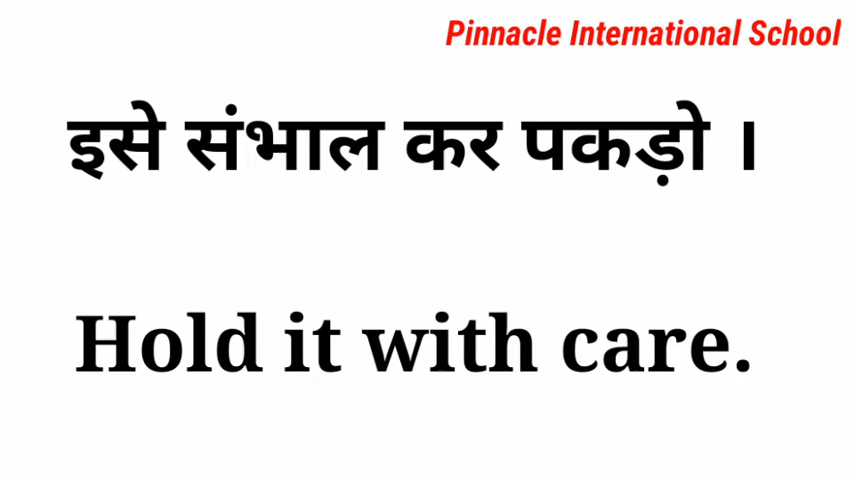 Pinnacle International School
इसे संभाल कर पकड़ो ।
Hold it with care.